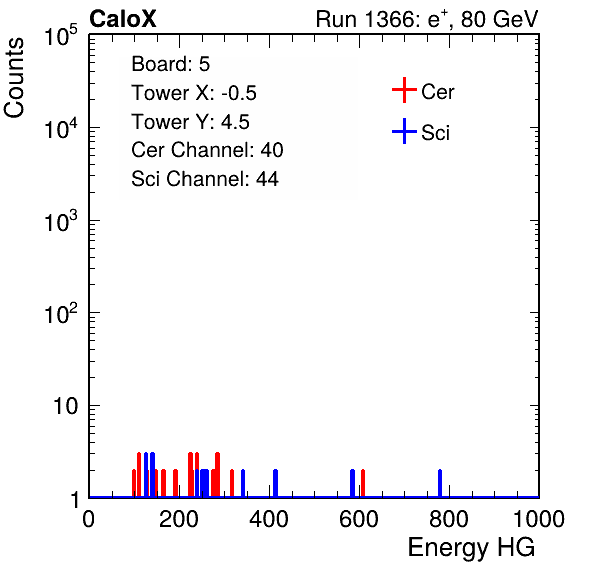 CaloX Run 1366: e⁺, 80 GeV
Counts
Board: 5
Tower X: -0.5
Tower Y: 4.5
Cer Channel: 40
Sci Channel: 44
Cer
Sci
10⁵
10⁴
10³
10²
10
1
0 200 400 600 800 1000
Energy HG